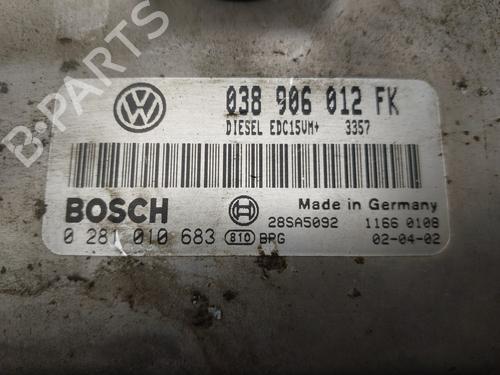 038 906 012 FK
DIESEL EDC15VM+ 3357
BOSCH
Made in Germany
28SA5092 1166 0108
0 281 010 683 810 BRG 02-04-02
B-PARTS